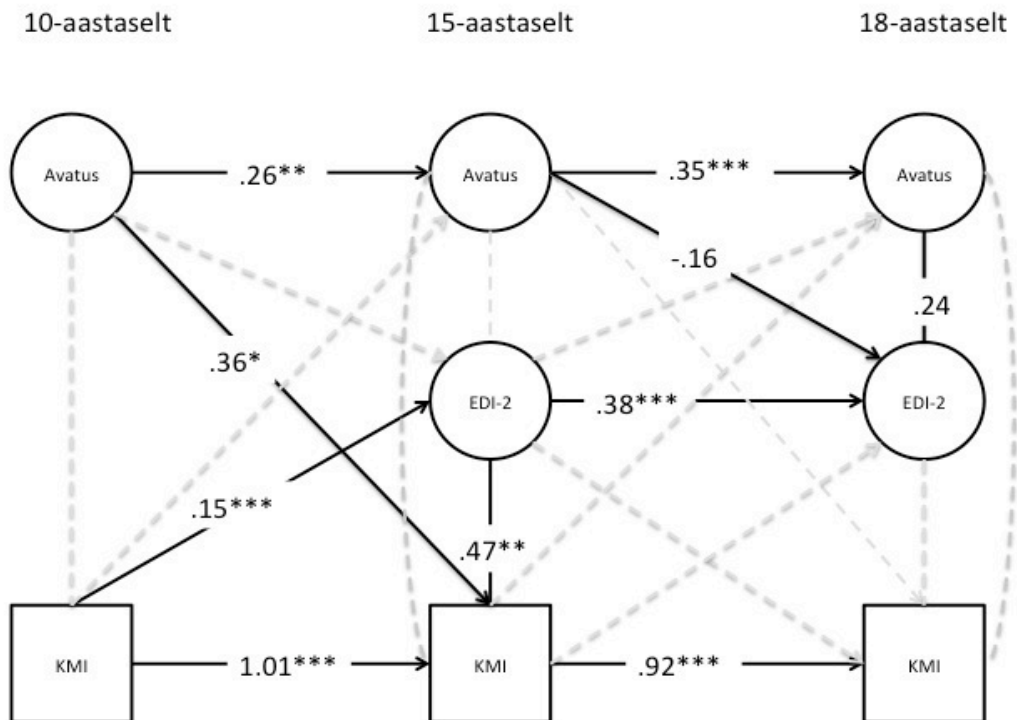 10-aastaselt 15-aastaselt 18-aastaselt
Avatus .26** Avatus .35*** Avatus
-.16
.24
.36*
EDI-2 .38*** EDI-2
.15***
.47**
KMI 1.01*** KMI .92*** KMI